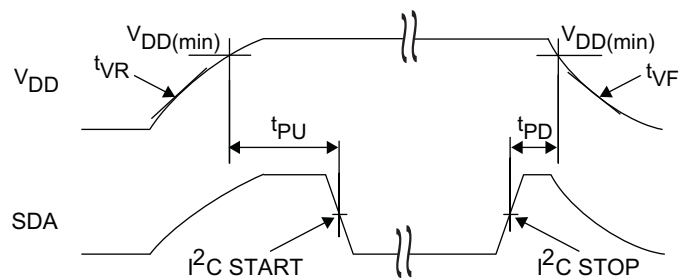 VDD(min) VDD(min)
tVR tVF
VDD
tPU tPD
SDA
I²C START I²C STOP